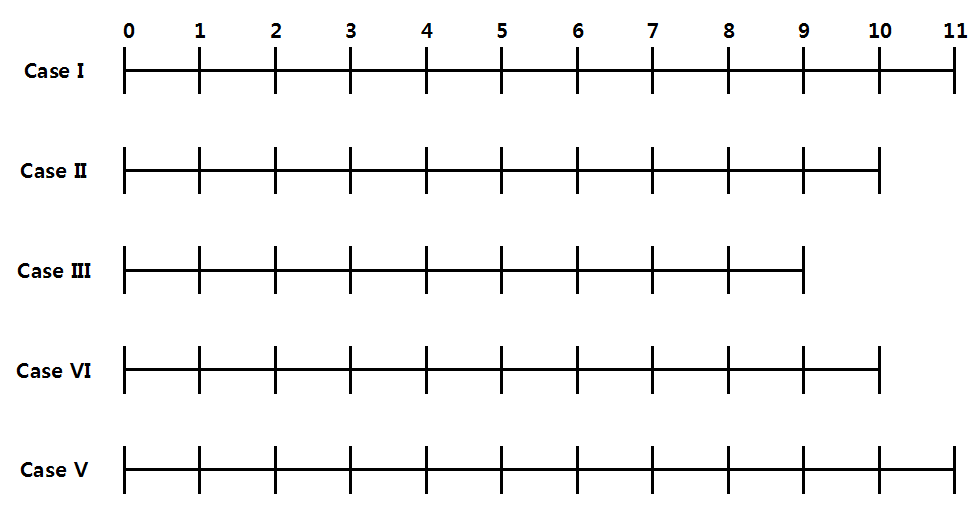 0 1 2 3 4 5 6 7 8 9 10 11
Case Ⅰ
Case Ⅱ
Case Ⅲ
Case Ⅵ
Case Ⅴ